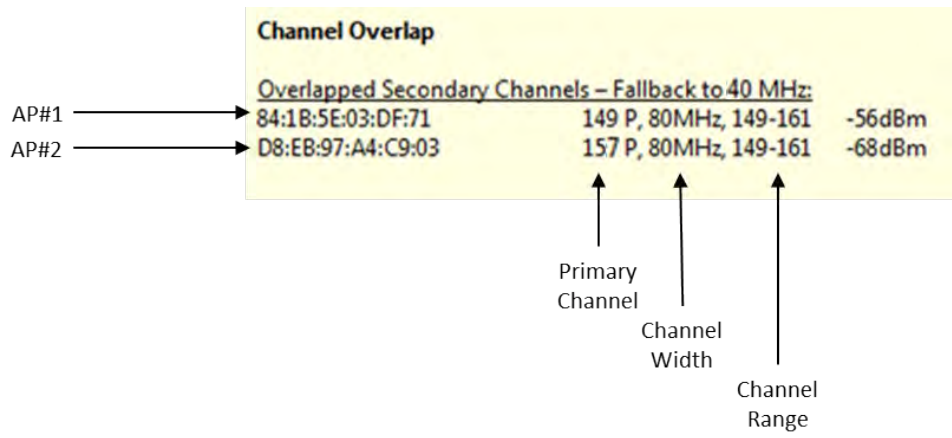 Channel Overlap
Overlapped Secondary Channels – Fallback to 40 MHz:
AP#1 84:1B:5E:03:DF:71 149 P, 80MHz, 149-161 -56dBm
AP#2 D8:EB:97:A4:C9:03 157 P, 80MHz, 149-161 -68dBm
Primary
Channel
Channel
Width
Channel
Range